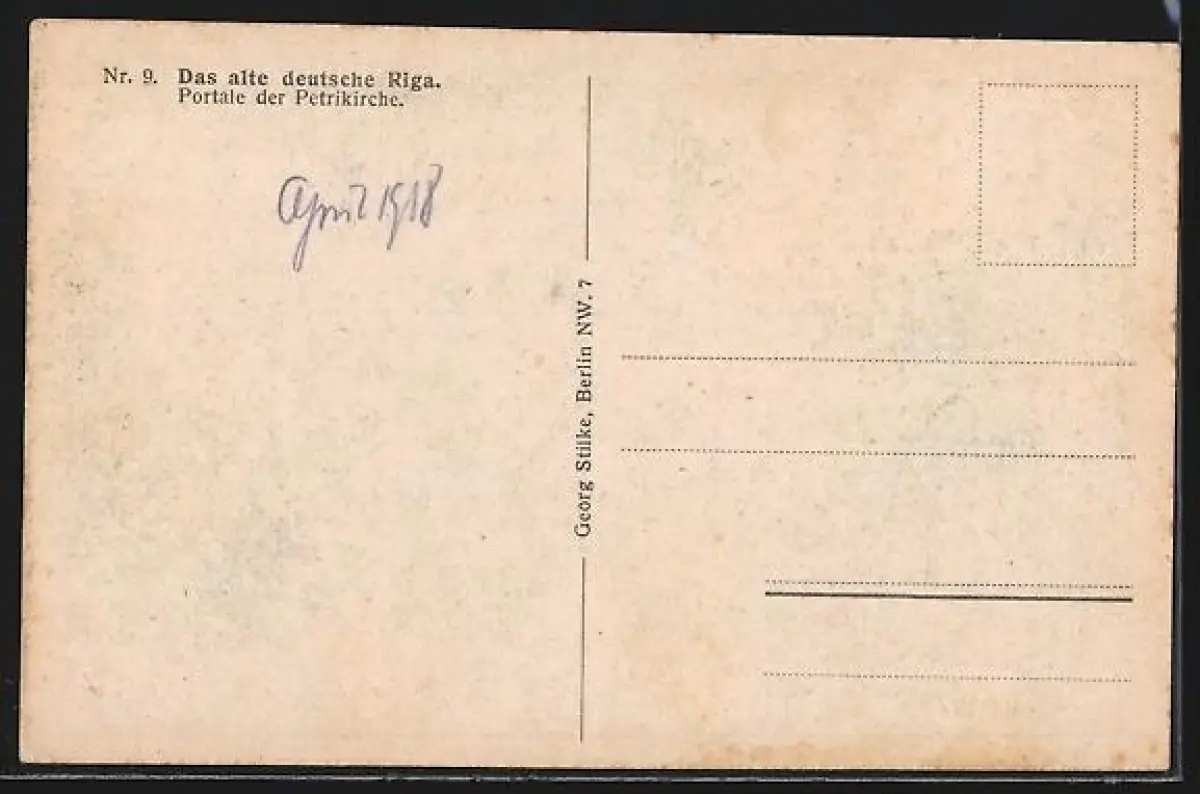 Nr. 9. Das alte deutsche Riga.
Portale der Petrikirche.
April 1918
Georg Stilke, Berlin NW. 7